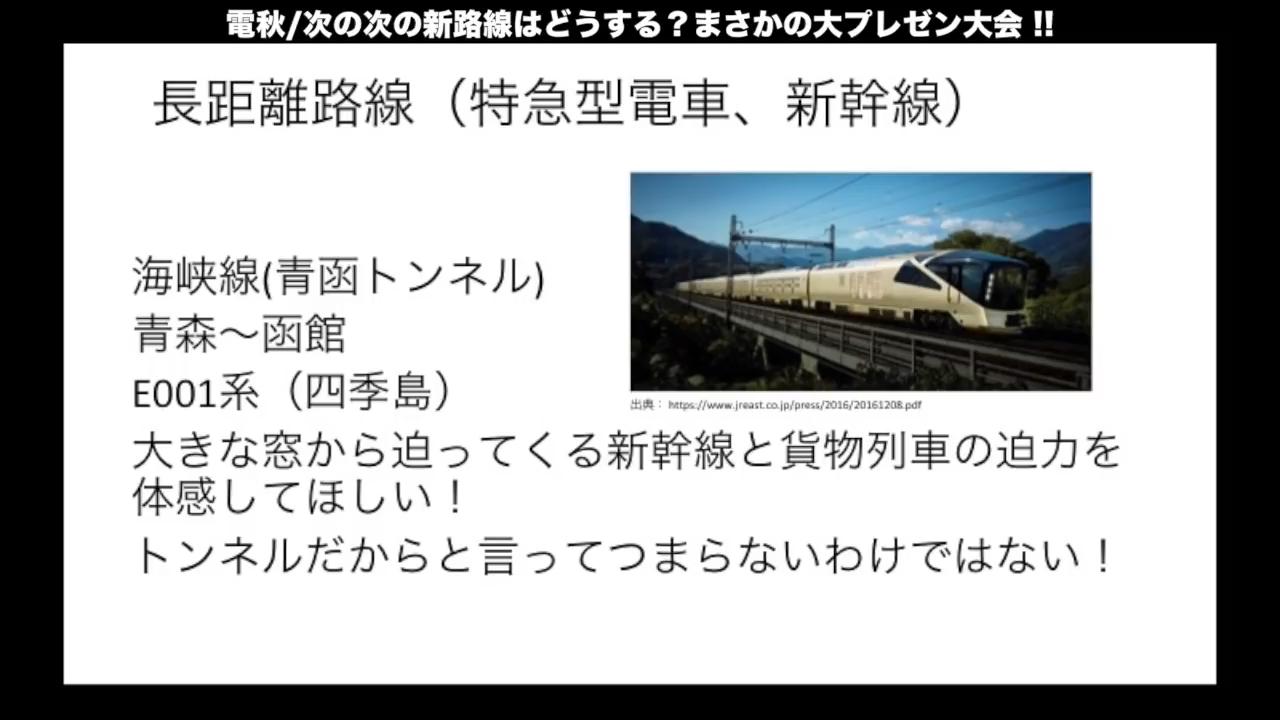 電秋/次の次の新路線はどうする？まさかの大プレゼン大会 !!
長距離路線（特急型電車、新幹線）
海峡線(青函トンネル)
青森～函館
E001系（四季島）
出典： https://www.jreast.co.jp/press/2016/20161208.pdf
大きな窓から迫ってくる新幹線と貨物列車の迫力を
体感してほしい！
トンネルだからと言ってつまらないわけではない！